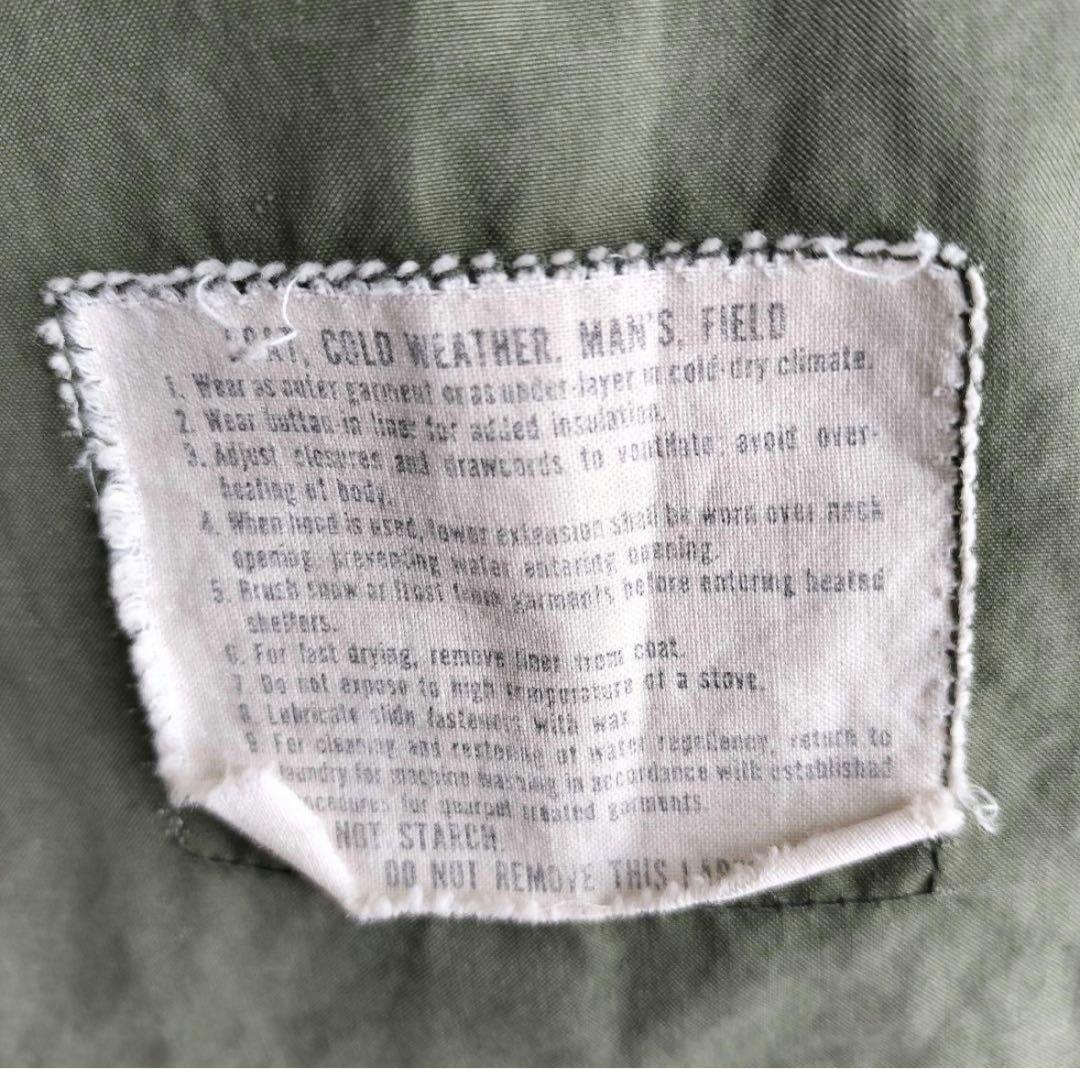 COAT, COLD WEATHER, MAN'S, FIELD
1. Wear as outer garment or as under-layer in cold-dry climate.
2. Wear button-in liner for added insulation.
3. Adjust closures and drawcords to ventilate; avoid over-
heating of body.
4. When hood is used, lower extension shall be worn over neck
opening, preventing water entering opening.
5. Brush snow or frost from garments before entering heated
shelters.
6. For fast drying, remove liner from coat.
7. Do not expose to high temperature of a stove.
8. Lubricate slide fasteners with wax
9. For cleaning and restoring of water repellency, return to
laundry for machine washing in accordance with established
ocedures for quarpel treated garments.
NOT STARCH.
DO NOT REMOVE THIS LABE